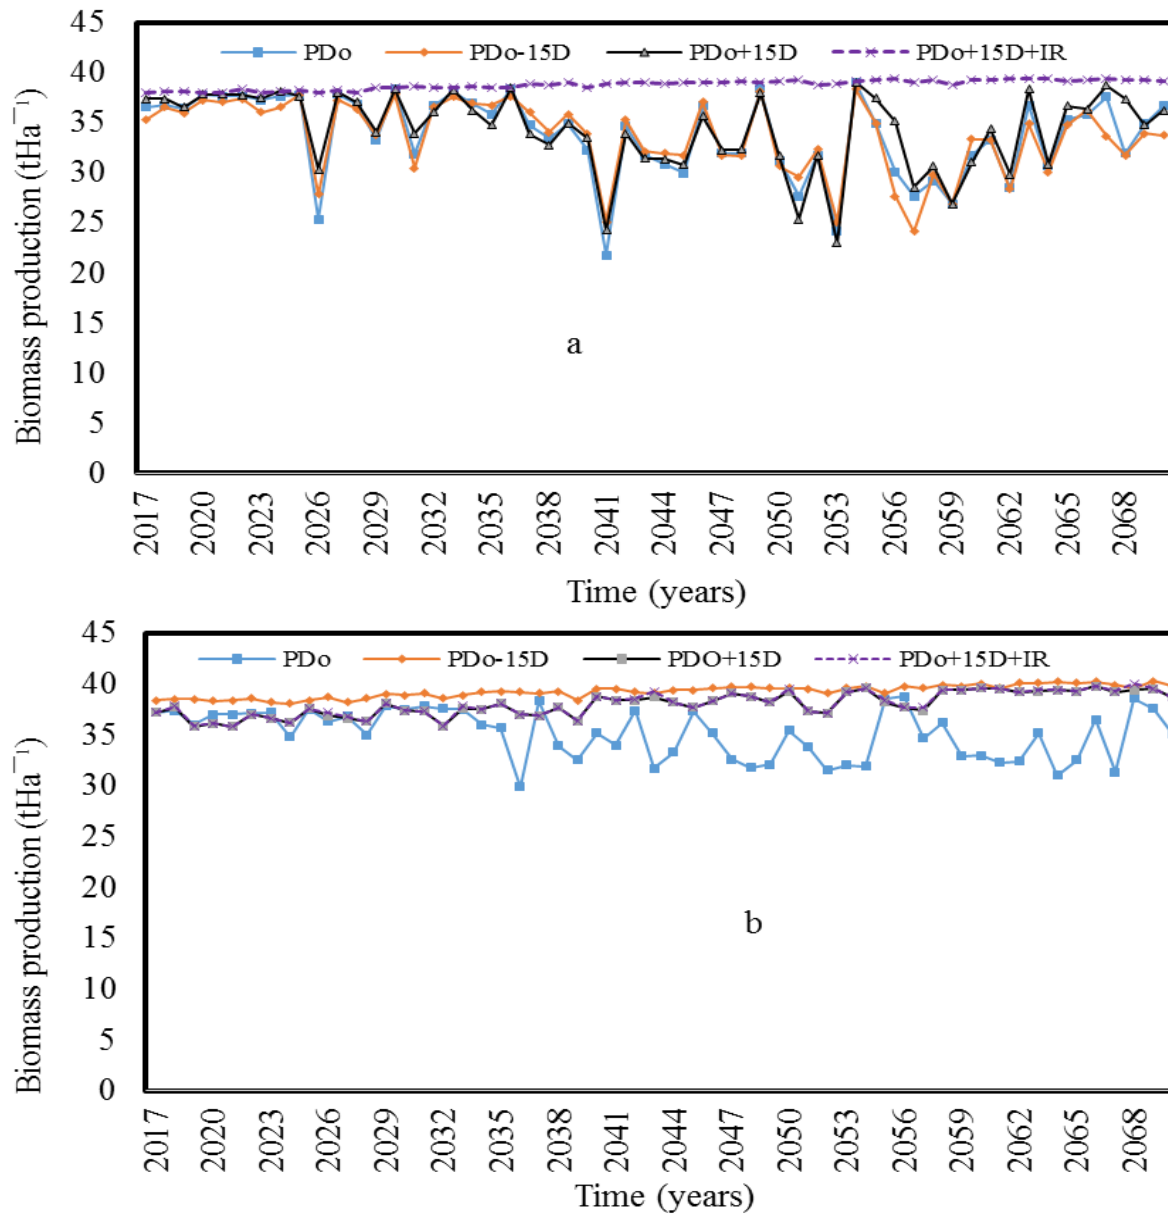 45
PDo PDo-15D PDo+15D PDo+15D+IR
40
35
30
25
20
15
10
5
0
Biomass production (tHa⁻¹)
a
2017 2020 2023 2026 2029 2032 2035 2038 2041 2044 2047 2050 2053 2056 2059 2062 2065 2068
Time (years)
45
PDo PDo-15D PDO+15D PDo+15D+IR
40
35
30
25
20
15
10
5
0
Biomass production (tHa⁻¹)
b
2017 2020 2023 2026 2029 2032 2035 2038 2041 2044 2047 2050 2053 2056 2059 2062 2065 2068
Time (years)